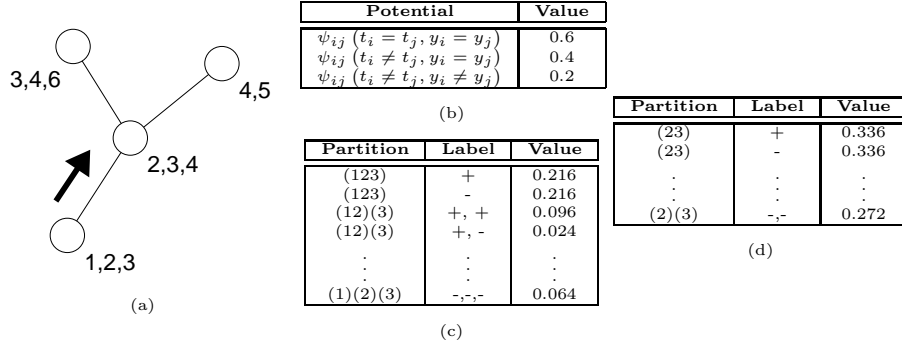 3,4,6
4,5
2,3,4
1,2,3
(a)
Potential Value
ψij (ti = tj, yi = yj) 0.6
ψij (ti ≠ tj, yi = yj) 0.4
ψij (ti ≠ tj, yi ≠ yj) 0.2
(b)
Partition Label Value
(123) + 0.216
(123) - 0.216
(12)(3) +, + 0.096
(12)(3) +, - 0.024
. . .
. . .
. . .
(1)(2)(3) -,-,- 0.064
(c)
Partition Label Value
(23) + 0.336
(23) - 0.336
. . .
. . .
. . .
(2)(3) -,- 0.272
(d)